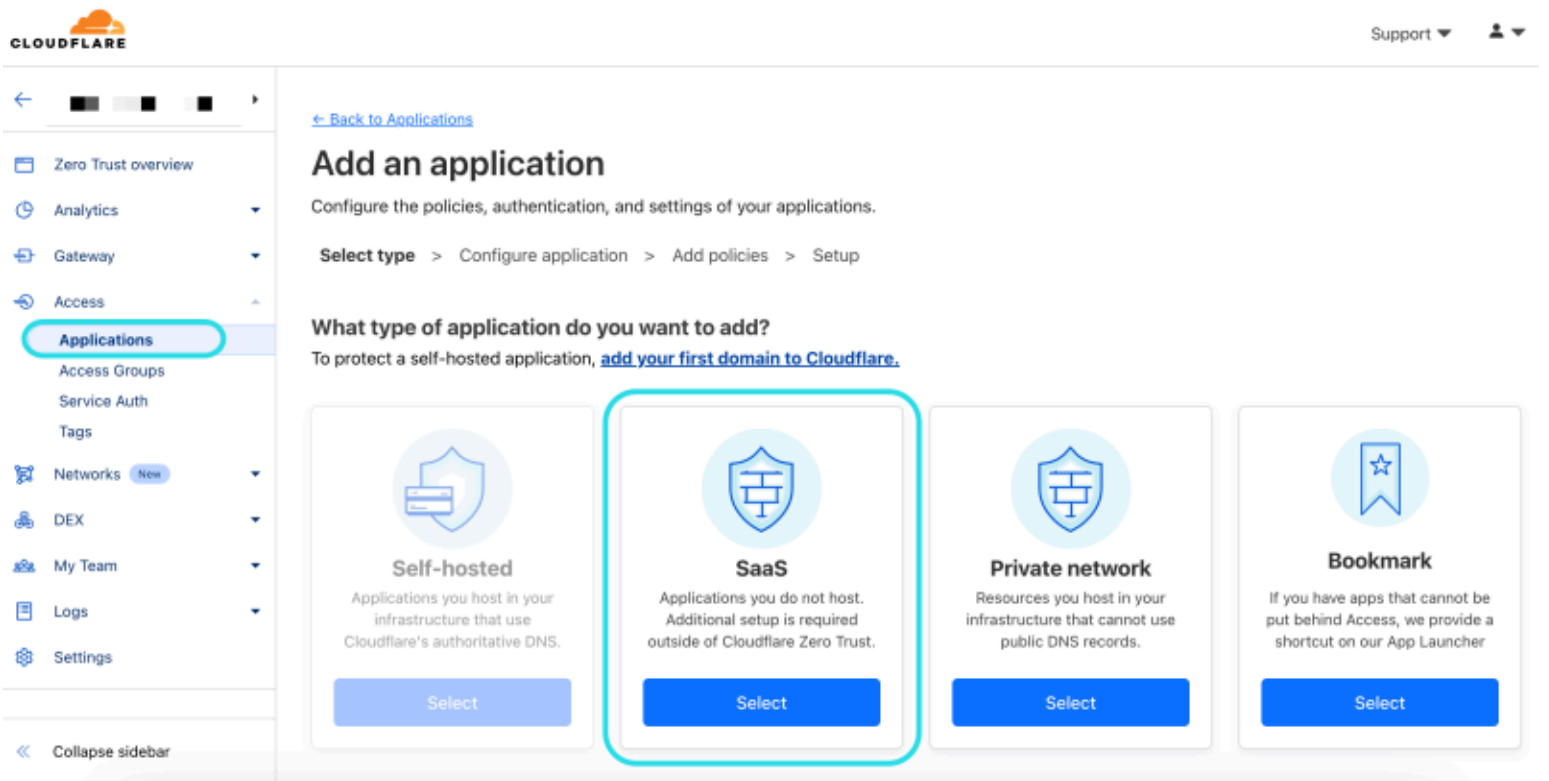 CLOUDFLARE
Support
← Back to Applications
Zero Trust overview
Analytics
Gateway
Access
Applications
Access Groups
Service Auth
Tags
Networks New
DEX
My Team
Logs
Settings
Collapse sidebar
Add an application
Configure the policies, authentication, and settings of your applications.
Select type > Configure application > Add policies > Setup
What type of application do you want to add?
To protect a self-hosted application, add your first domain to Cloudflare.
Self-hosted
Applications you host in your
infrastructure that use
Cloudflare's authoritative DNS.
Select
SaaS
Applications you do not host.
Additional setup is required
outside of Cloudflare Zero Trust.
Select
Private network
Resources you host in your
infrastructure that cannot use
public DNS records.
Select
Bookmark
If you have apps that cannot be
put behind Access, we provide a
shortcut on our App Launcher
Select